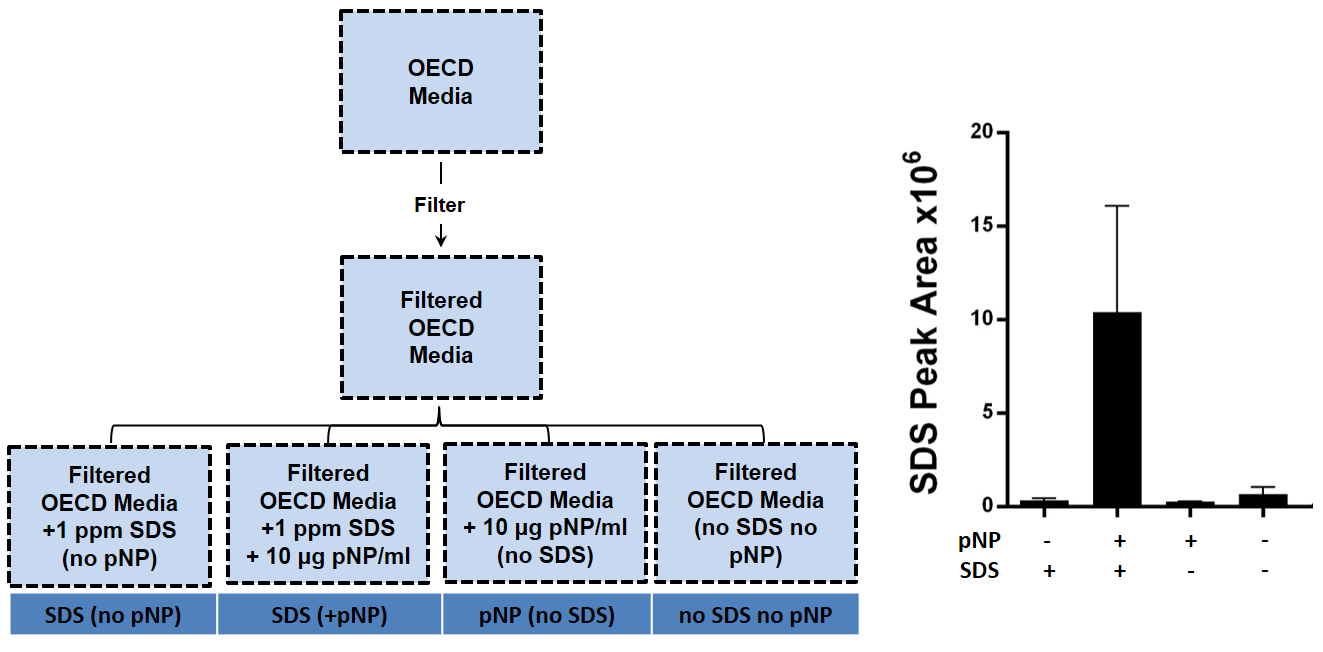 OECD
Media
Filter
Filtered
OECD
Media
Filtered
OECD Media
+1 ppm SDS
(no pNP)
Filtered
OECD Media
+1 ppm SDS
+ 10 µg pNP/ml
Filtered
OECD Media
+ 10 µg pNP/ml
(no SDS)
Filtered
OECD Media
(no SDS no
pNP)
SDS (no pNP)
SDS (+pNP)
pNP (no SDS)
no SDS no pNP
SDS Peak Area x10⁶
20
15
10
5
0
pNP - + + -
SDS + + - -